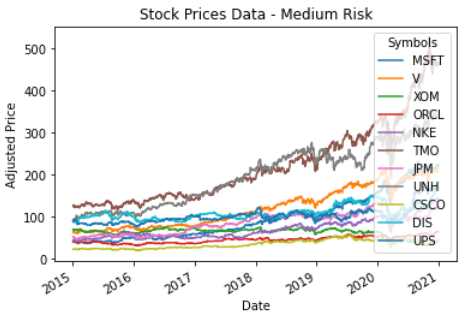 Stock Prices Data - Medium Risk
Adjusted Price
500
400
300
200
100
0
Symbols
MSFT
V
XOM
ORCL
NKE
TMO
JPM
UNH
CSCO
DIS
UPS
2015
2016
2017
2018
2019
2020
2021
Date